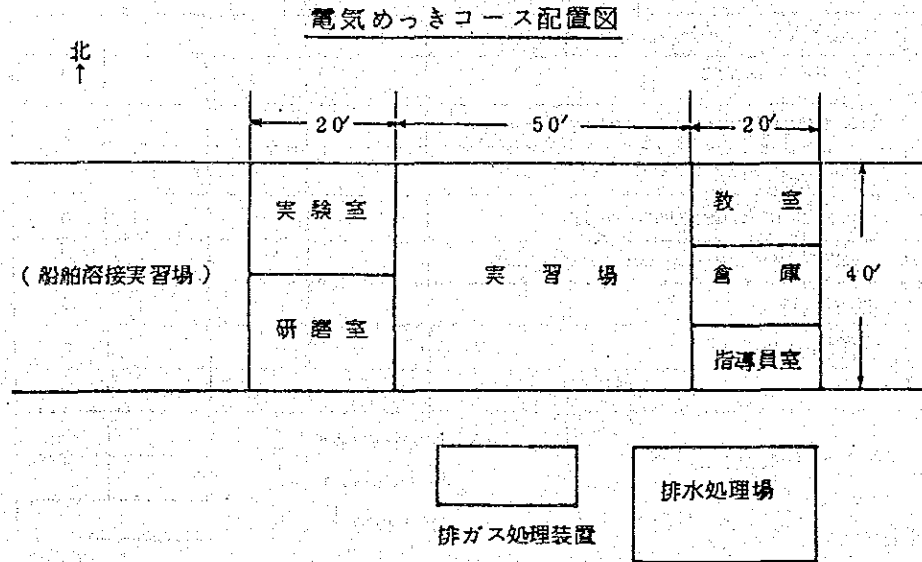 電気めっきコース配置図
北
↑
20′
50′
20′
実験室
教室
(船舶溶接実習場)
実習場
倉庫
40′
研磨室
指導員室
排水処理場
排ガス処理装置